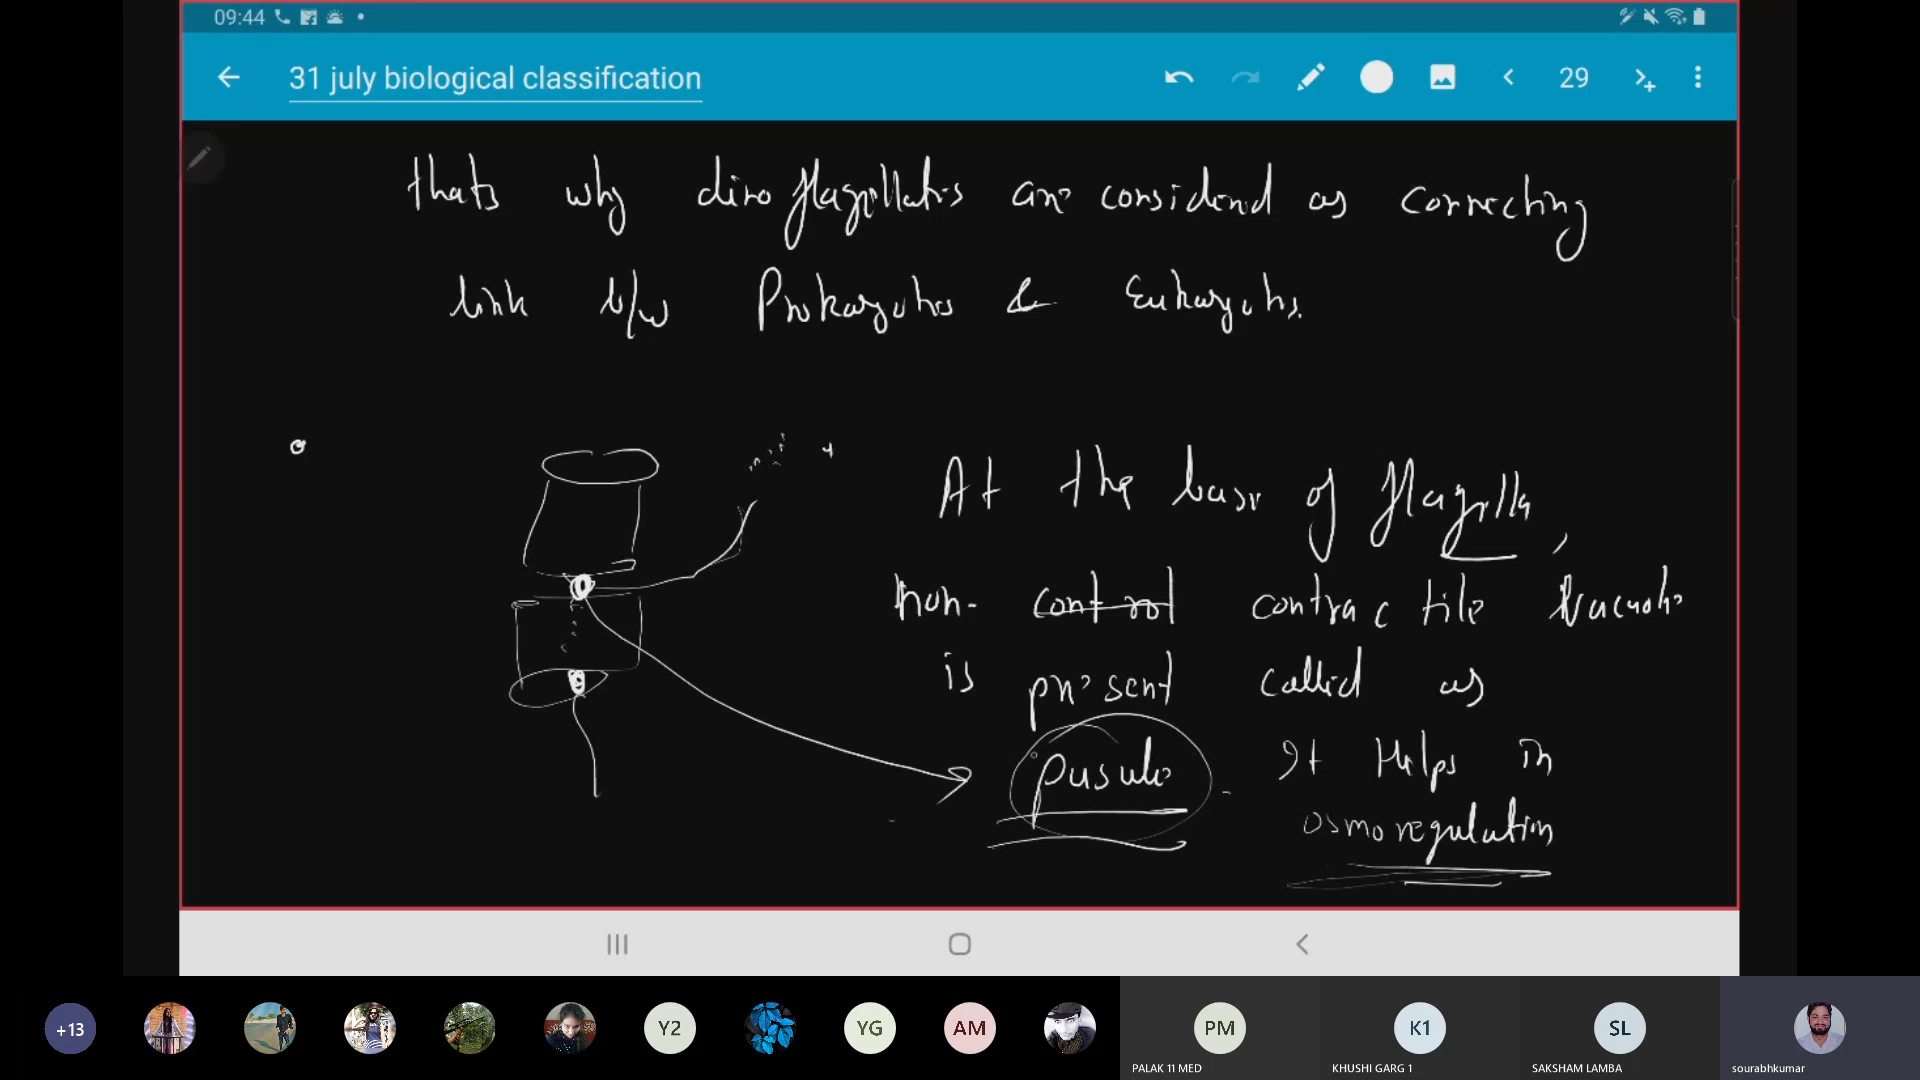 09:44
31 july biological classification
29
thats why dinoflagellates are considered as connecting
link b/w Prokaryotes & Eukaryotes.
At the base of flagella,
non- control contractile vacuole
is present called as
pusule. It Helps in
osmoregulation
+13
Y2
YG
AM
PM
K1
SL
PALAK 11 MED
KHUSHI GARG 1
SAKSHAM LAMBA
sourabhkumar